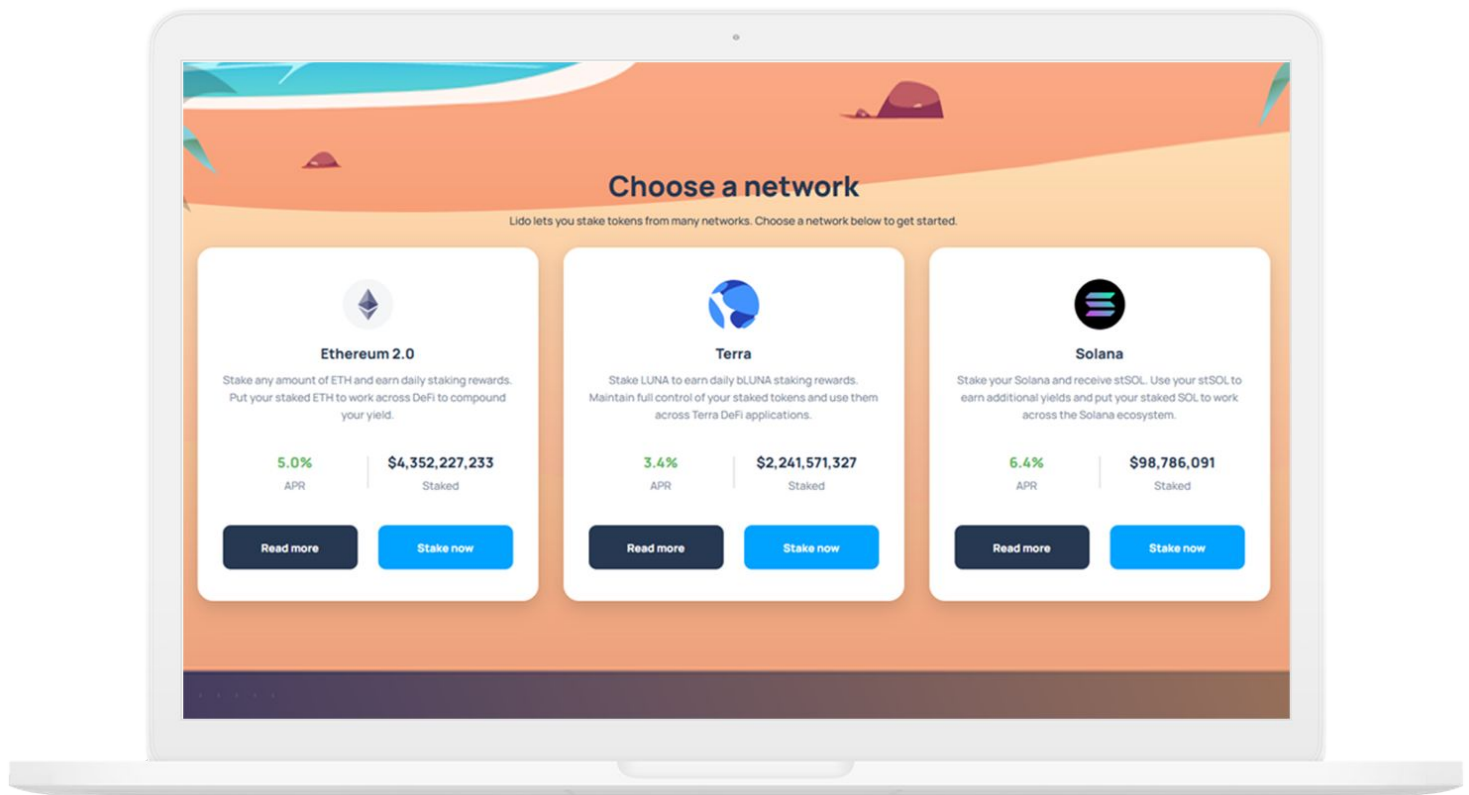 Choose a network
Lido lets you stake tokens from many networks. Choose a network below to get started.
Ethereum 2.0
Stake any amount of ETH and earn daily staking rewards.
Put your staked ETH to work across DeFi to compound
your yield.
5.0%
APR
$4,352,227,233
Staked
Read more
Stake now
Terra
Stake LUNA to earn daily bLUNA staking rewards.
Maintain full control of your staked tokens and use them
across Terra DeFi applications.
3.4%
APR
$2,241,571,327
Staked
Read more
Stake now
Solana
Stake your Solana and receive stSOL. Use your stSOL to
earn additional yields and put your staked SOL to work
across the Solana ecosystem.
6.4%
APR
$98,786,091
Staked
Read more
Stake now